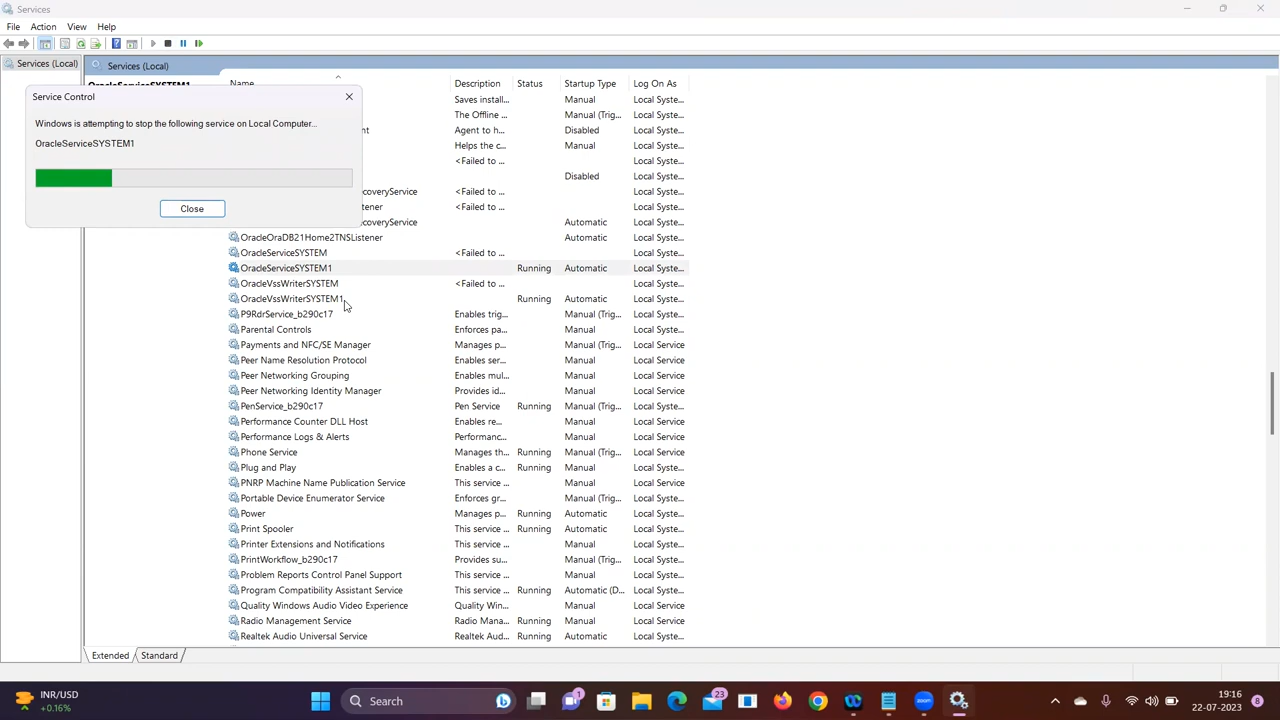 Services
File Action View Help
Services (Local)
Services (Local)
OracleServiceSYSTEM1
Name Description Status Startup Type Log On As
Service Control
Windows is attempting to stop the following service on Local Computer...
OracleServiceSYSTEM1
Close
Saves install... Manual Local Syste...
The Offline ... Manual (Trig... Local Syste...
nt Agent to h... Disabled Local Syste...
Helps the c... Manual Local Syste...
<Failed to ... Local Syste...
Disabled Local Syste...
coveryService <Failed to ... Local Syste...
tener <Failed to ... Local Syste...
coveryService Automatic Local Syste...
OracleOraDB21Home2TNSListener Automatic Local Syste...
OracleServiceSYSTEM <Failed to ... Local Syste...
OracleServiceSYSTEM1 Running Automatic Local Syste...
OracleVssWriterSYSTEM <Failed to ... Local Syste...
OracleVssWriterSYSTEM1 Running Automatic Local Syste...
P9RdrService_b290c17 Enables trig... Manual (Trig... Local Syste...
Parental Controls Enforces pa... Manual Local Syste...
Payments and NFC/SE Manager Manages p... Manual (Trig... Local Service
Peer Name Resolution Protocol Enables ser... Manual Local Service
Peer Networking Grouping Enables mul... Manual Local Service
Peer Networking Identity Manager Provides id... Manual Local Service
PenService_b290c17 Pen Service Running Manual (Trig... Local Syste...
Performance Counter DLL Host Enables re... Manual Local Service
Performance Logs & Alerts Performanc... Manual Local Service
Phone Service Manages th... Running Manual (Trig... Local Service
Plug and Play Enables a c... Running Manual Local Syste...
PNRP Machine Name Publication Service This service ... Manual Local Service
Portable Device Enumerator Service Enforces gr... Manual (Trig... Local Syste...
Power Manages p... Running Automatic Local Syste...
Print Spooler This service ... Running Automatic Local Syste...
Printer Extensions and Notifications This service ... Manual Local Syste...
PrintWorkflow_b290c17 Provides su... Manual (Trig... Local Syste...
Problem Reports Control Panel Support This service ... Manual Local Syste...
Program Compatibility Assistant Service This service ... Running Automatic (D... Local Syste...
Quality Windows Audio Video Experience Quality Win... Manual Local Service
Radio Management Service Radio Mana... Running Manual Local Service
Realtek Audio Universal Service Realtek Aud... Running Automatic Local Syste...
Extended Standard
INR/USD
+0.16%
Search
1
23
19:16
22-07-2023
8